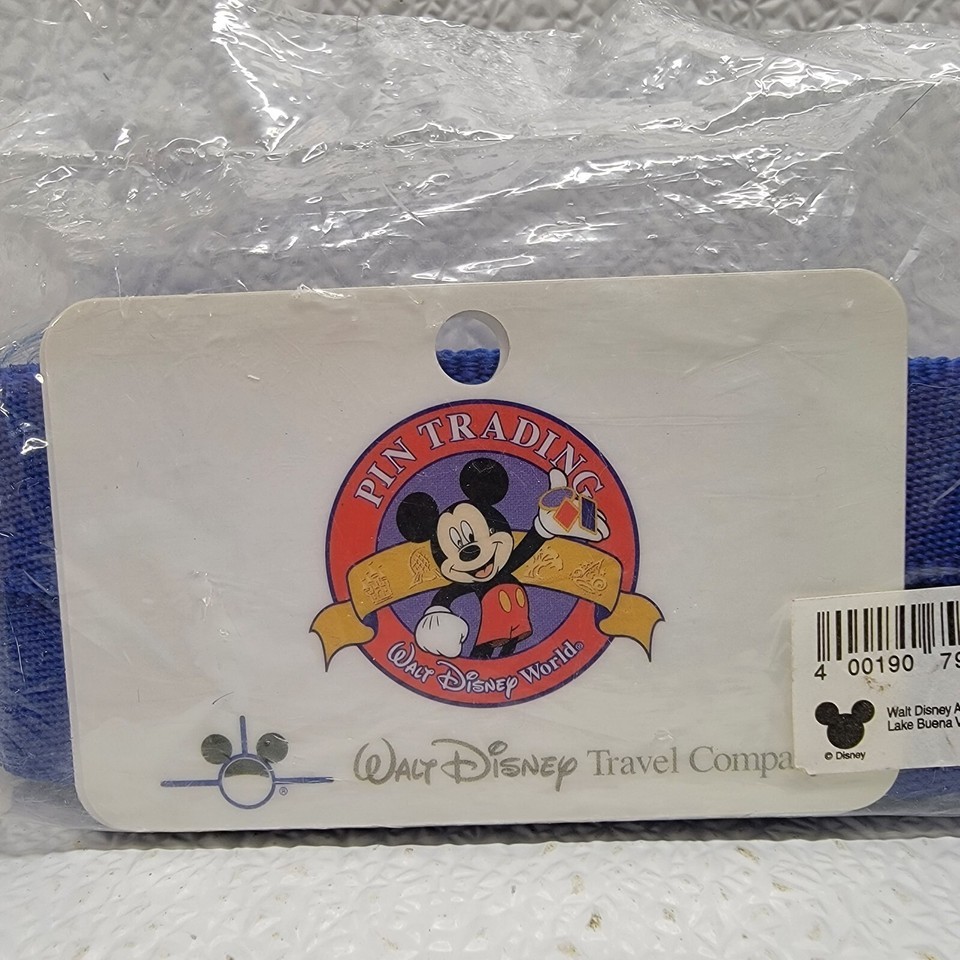 PIN TRADING
WALT DISNEY World®
®
WALT DISNEY Travel Compa
4 00190 79
Walt Disney A
Lake Buena V
© Disney